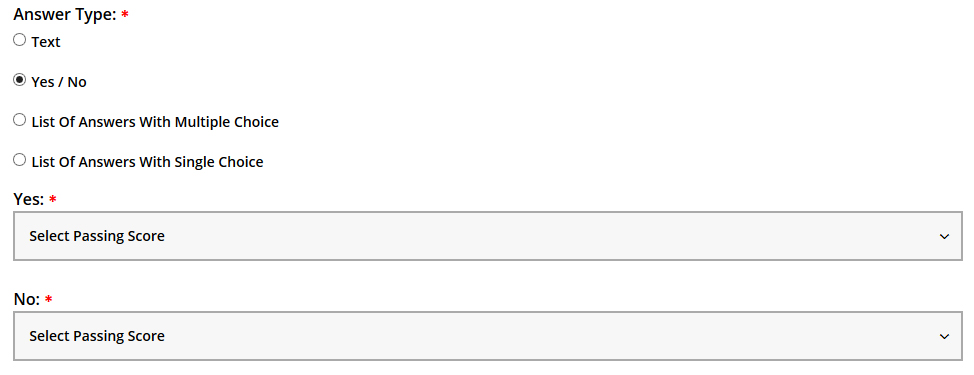 Answer Type: *
Text
Yes / No
List Of Answers With Multiple Choice
List Of Answers With Single Choice
Yes: *
Select Passing Score
No: *
Select Passing Score